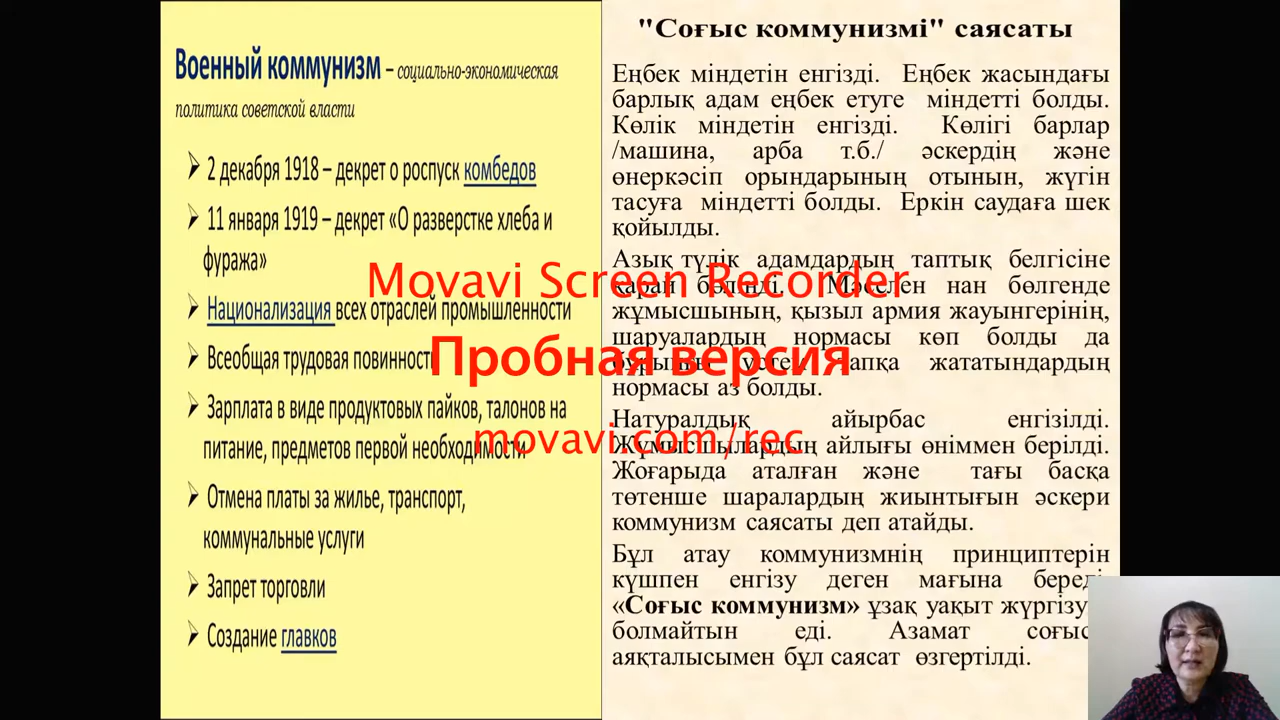 Военный коммунизм – социально-экономическая
политика советской власти
➢ 2 декабря 1918 – декрет о роспуск комбедов
➢ 11 января 1919 – декрет «О разверстке хлеба и
фуража»
➢ Национализация всех отраслей промышленности
➢ Всеобщая трудовая повинность
➢ Зарплата в виде продуктовых пайков, талонов на
питание, предметов первой необходимости
➢ Отмена платы за жилье, транспорт,
коммунальные услуги
➢ Запрет торговли
➢ Создание главков
"Соғыс коммунизмі" саясаты
Еңбек міндетін енгізді. Еңбек жасындағы
барлық адам еңбек етуге міндетті болды.
Көлік міндетін енгізді. Көлігі барлар
/машина, арба т.б./ әскердің және
өнеркәсіп орындарының отынын, жүгін
тасуға міндетті болды. Еркін саудаға шек
қойылды.
Азық түлік адамдардың таптық белгісіне
қарай бөлінді. Мәселен нан бөлгенде
жұмысшының, қызыл армия жауынгерінің,
шаруалардың нормасы көп болды да
бұрынғы үстем тапқа жататындардың
нормасы аз болды.
Натуралдық айырбас енгізілді.
Жұмысшылардың айлығы өніммен берілді.
Жоғарыда аталған және тағы басқа
төтенше шаралардың жиынтығын әскери
коммунизм саясаты деп атайды.
Бұл атау коммунизмнің принциптерін
күшпен енгізу деген мағына береді
«Соғыс коммунизм» ұзақ уақыт жүргізу
болмайтын еді. Азамат соғыс
аяқталысымен бұл саясат өзгертілді.
Movavi Screen Recorder
Пробная версия
movavi.com/rec